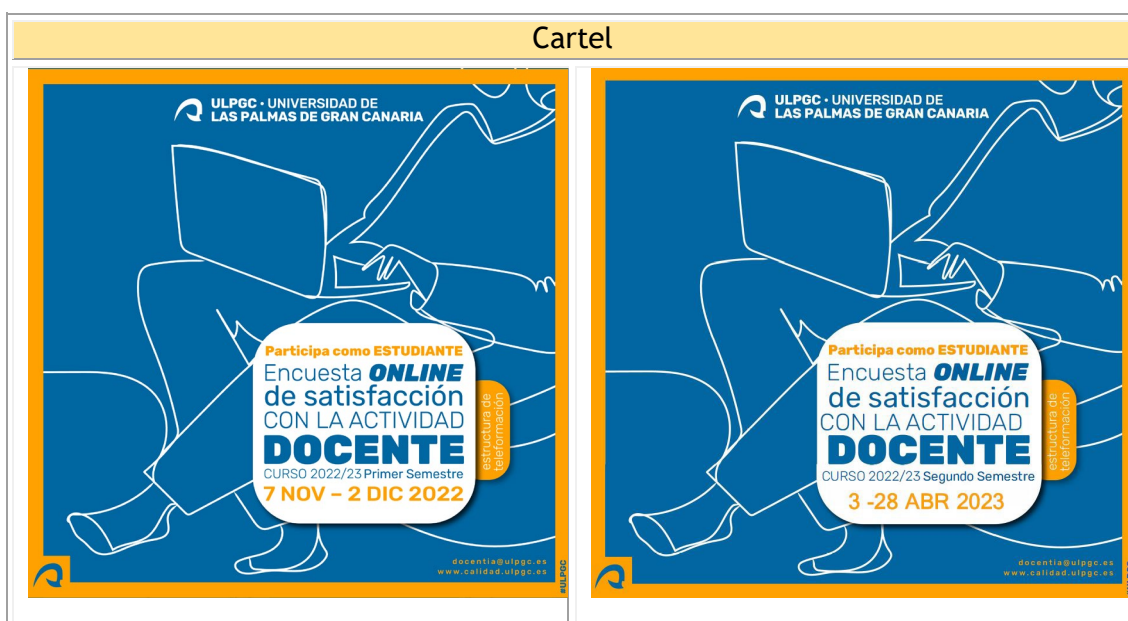 Cartel
ULPGC · UNIVERSIDAD DE
LAS PALMAS DE GRAN CANARIA
Participa como ESTUDIANTE
Encuesta ONLINE
de satisfacción
CON LA ACTIVIDAD
DOCENTE
CURSO 2022/23 Primer Semestre
7 NOV – 2 DIC 2022
estructura de
teleformación
docentia@ulpgc.es
www.calidad.ulpgc.es
#ULPGC
ULPGC · UNIVERSIDAD DE
LAS PALMAS DE GRAN CANARIA
Participa como ESTUDIANTE
Encuesta ONLINE
de satisfacción
CON LA ACTIVIDAD
DOCENTE
CURSO 2022/23 Segundo Semestre
3 -28 ABR 2023
estructura de
teleformación
docentia@ulpgc.es
www.calidad.ulpgc.es